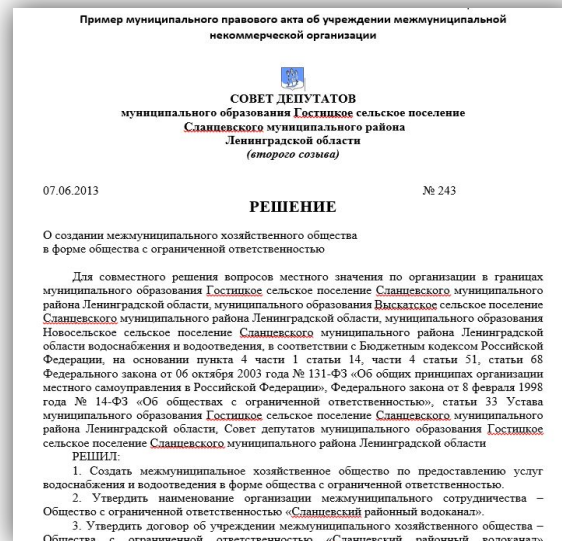 Пример муниципального правового акта об учреждении межмуниципальной
некоммерческой организации
СОВЕТ ДЕПУТАТОВ
муниципального образования Гостицкое сельское поселение
Сланцевского муниципального района
Ленинградской области
(второго созыва)
07.06.2013 № 243
РЕШЕНИЕ
О создании межмуниципального хозяйственного общества
в форме общества с ограниченной ответственностью
Для совместного решения вопросов местного значения по организации в границах
муниципального образования Гостицкое сельское поселение Сланцевского муниципального
района Ленинградской области, муниципального образования Выскатское сельское поселение
Сланцевского муниципального района Ленинградской области, муниципального образования
Новосельское сельское поселение Сланцевского муниципального района Ленинградской
области водоснабжения и водоотведения, в соответствии с Бюджетным кодексом Российской
Федерации, на основании пункта 4 части 1 статьи 14, части 4 статьи 51, статьи 68
Федерального закона от 06 октября 2003 года № 131-ФЗ «Об общих принципах организации
местного самоуправления в Российской Федерации», Федерального закона от 8 февраля 1998
года № 14-ФЗ «Об обществах с ограниченной ответственностью», статьи 33 Устава
муниципального образования Гостицкое сельское поселение Сланцевского муниципального
района Ленинградской области, Совет депутатов муниципального образования Гостицкое
сельское поселение Сланцевского муниципального района Ленинградской области
РЕШИЛ:
1. Создать межмуниципальное хозяйственное общество по предоставлению услуг
водоснабжения и водоотведения в форме общества с ограниченной ответственностью.
2. Утвердить наименование организации межмуниципального сотрудничества –
Общество с ограниченной ответственностью «Сланцевский районный водоканал».
3. Утвердить договор об учреждении межмуниципального хозяйственного общества –
Общества с ограниченной ответственностью «Сланцевский районный водоканал»